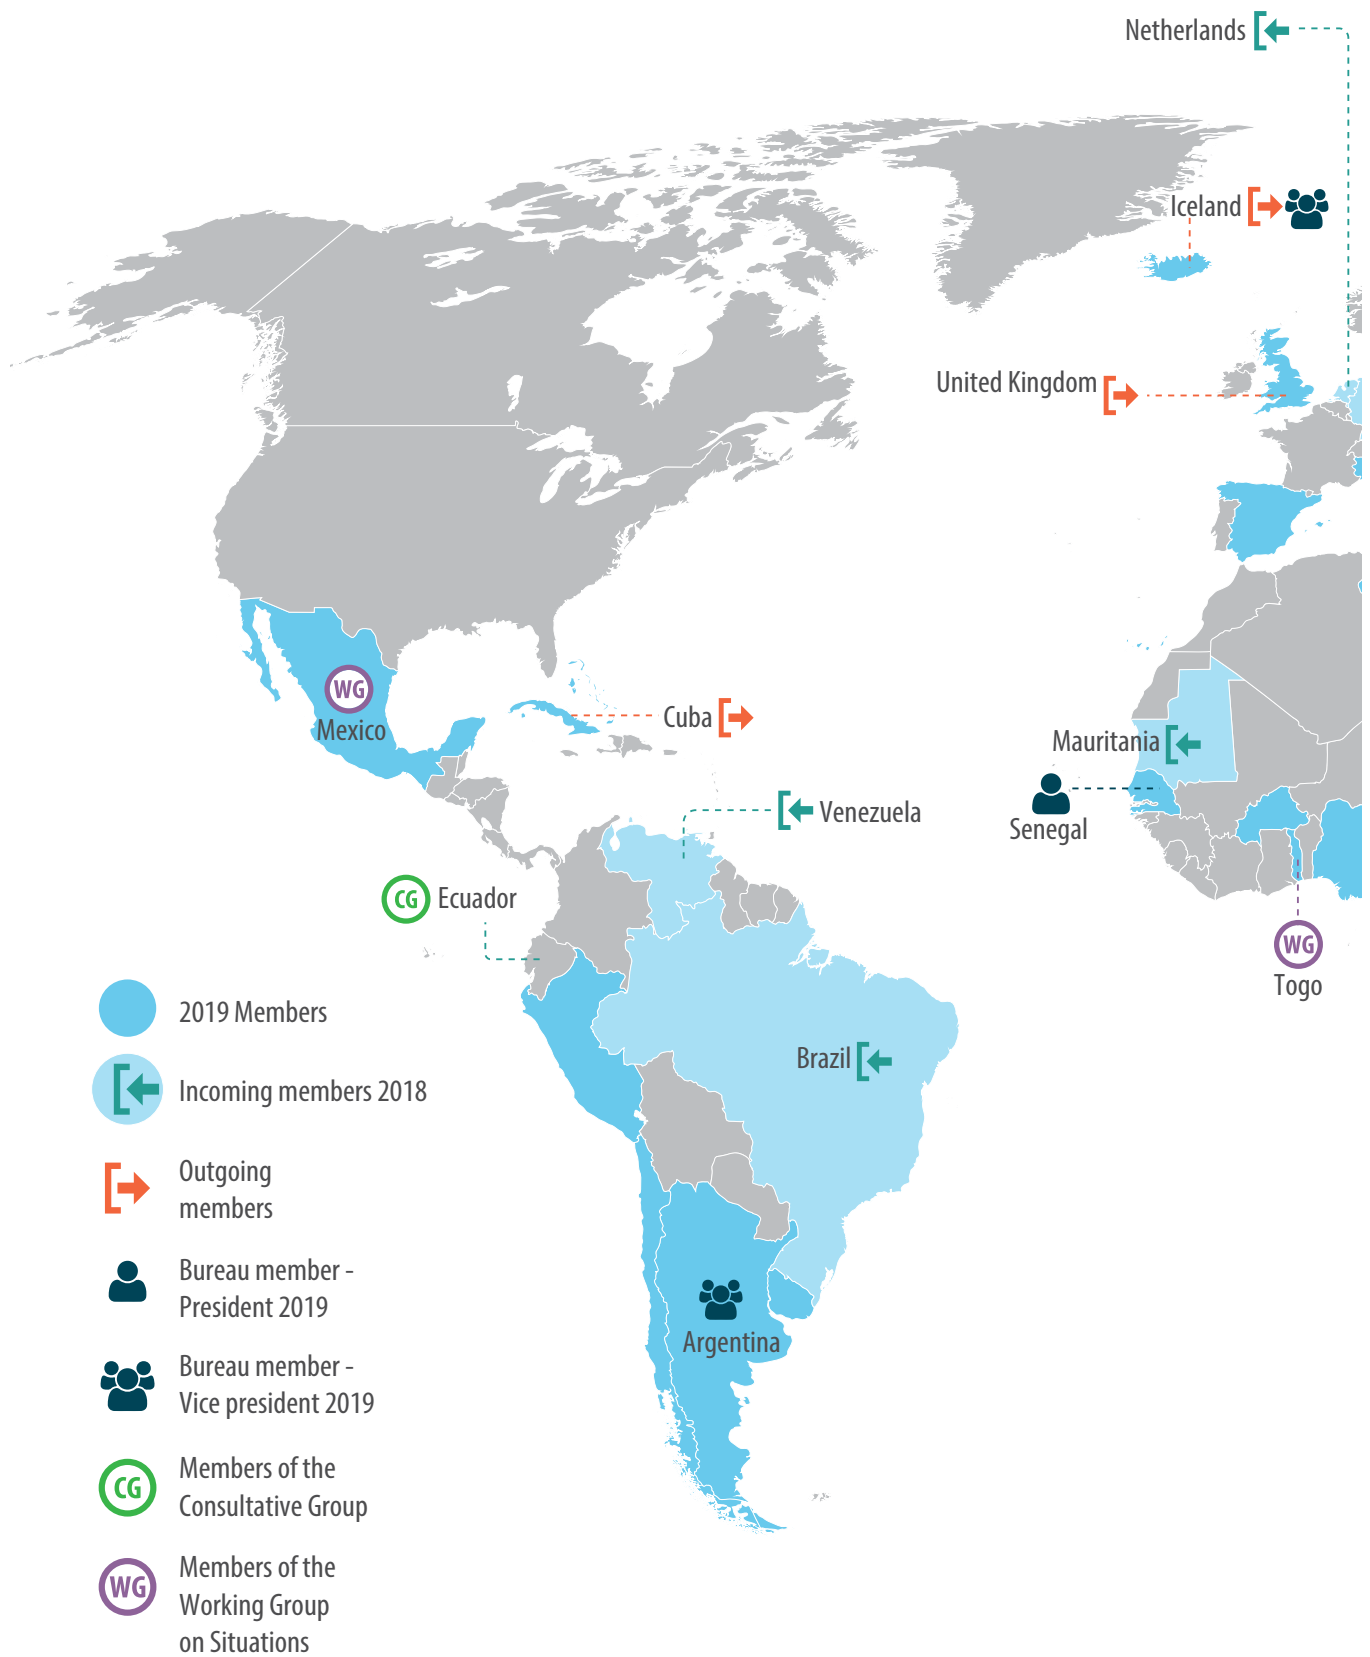 Netherlands
Iceland
United Kingdom
WG
Mexico
Cuba
Mauritania
Senegal
Venezuela
CG Ecuador
WG
Togo
Brazil
Argentina
2019 Members
Incoming members 2018
Outgoing
members
Bureau member -
President 2019
Bureau member -
Vice president 2019
CG
Members of the
Consultative Group
WG
Members of the
Working Group
on Situations